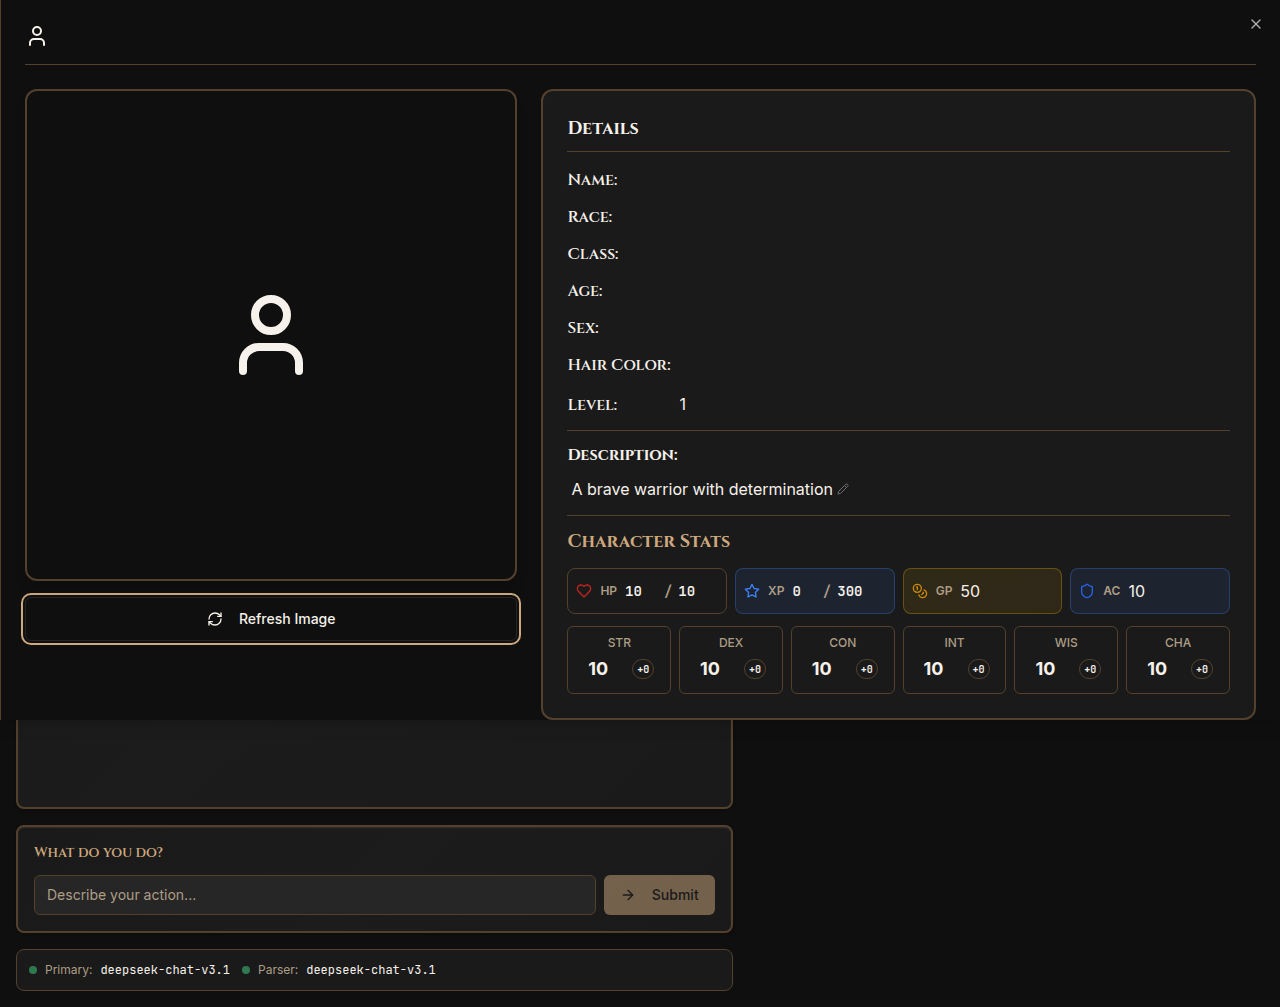 Details
Name:
Race:
Class:
Age:
Sex:
Hair Color:
Level: 1
Description:
A brave warrior with determination
Refresh Image
Character Stats
HP 10 / 10 XP 0 / 300 GP 50 AC 10
STR DEX CON INT WIS CHA
10 +0 10 +0 10 +0 10 +0 10 +0 10 +0
What do you do?
Describe your action... Submit
Primary: deepseek-chat-v3.1 Parser: deepseek-chat-v3.1